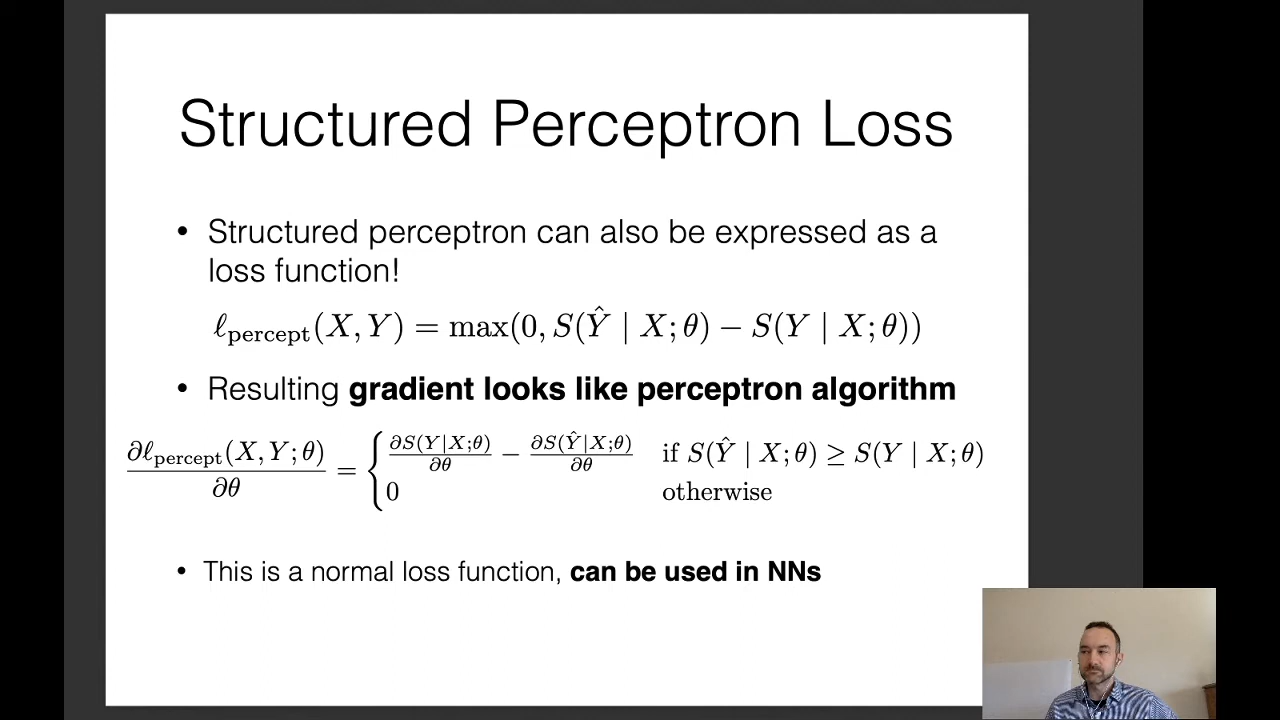 Structured Perceptron Loss
• Structured perceptron can also be expressed as a
loss function!
ℓ_percept(X, Y) = max(0, S(Ŷ | X; θ) − S(Y | X; θ))
• Resulting gradient looks like perceptron algorithm
∂ℓ_percept(X, Y; θ)/∂θ = { ∂S(Y|X;θ)/∂θ − ∂S(Ŷ|X;θ)/∂θ if S(Ŷ | X; θ) ≥ S(Y | X; θ)
0 otherwise
• This is a normal loss function, can be used in NNs